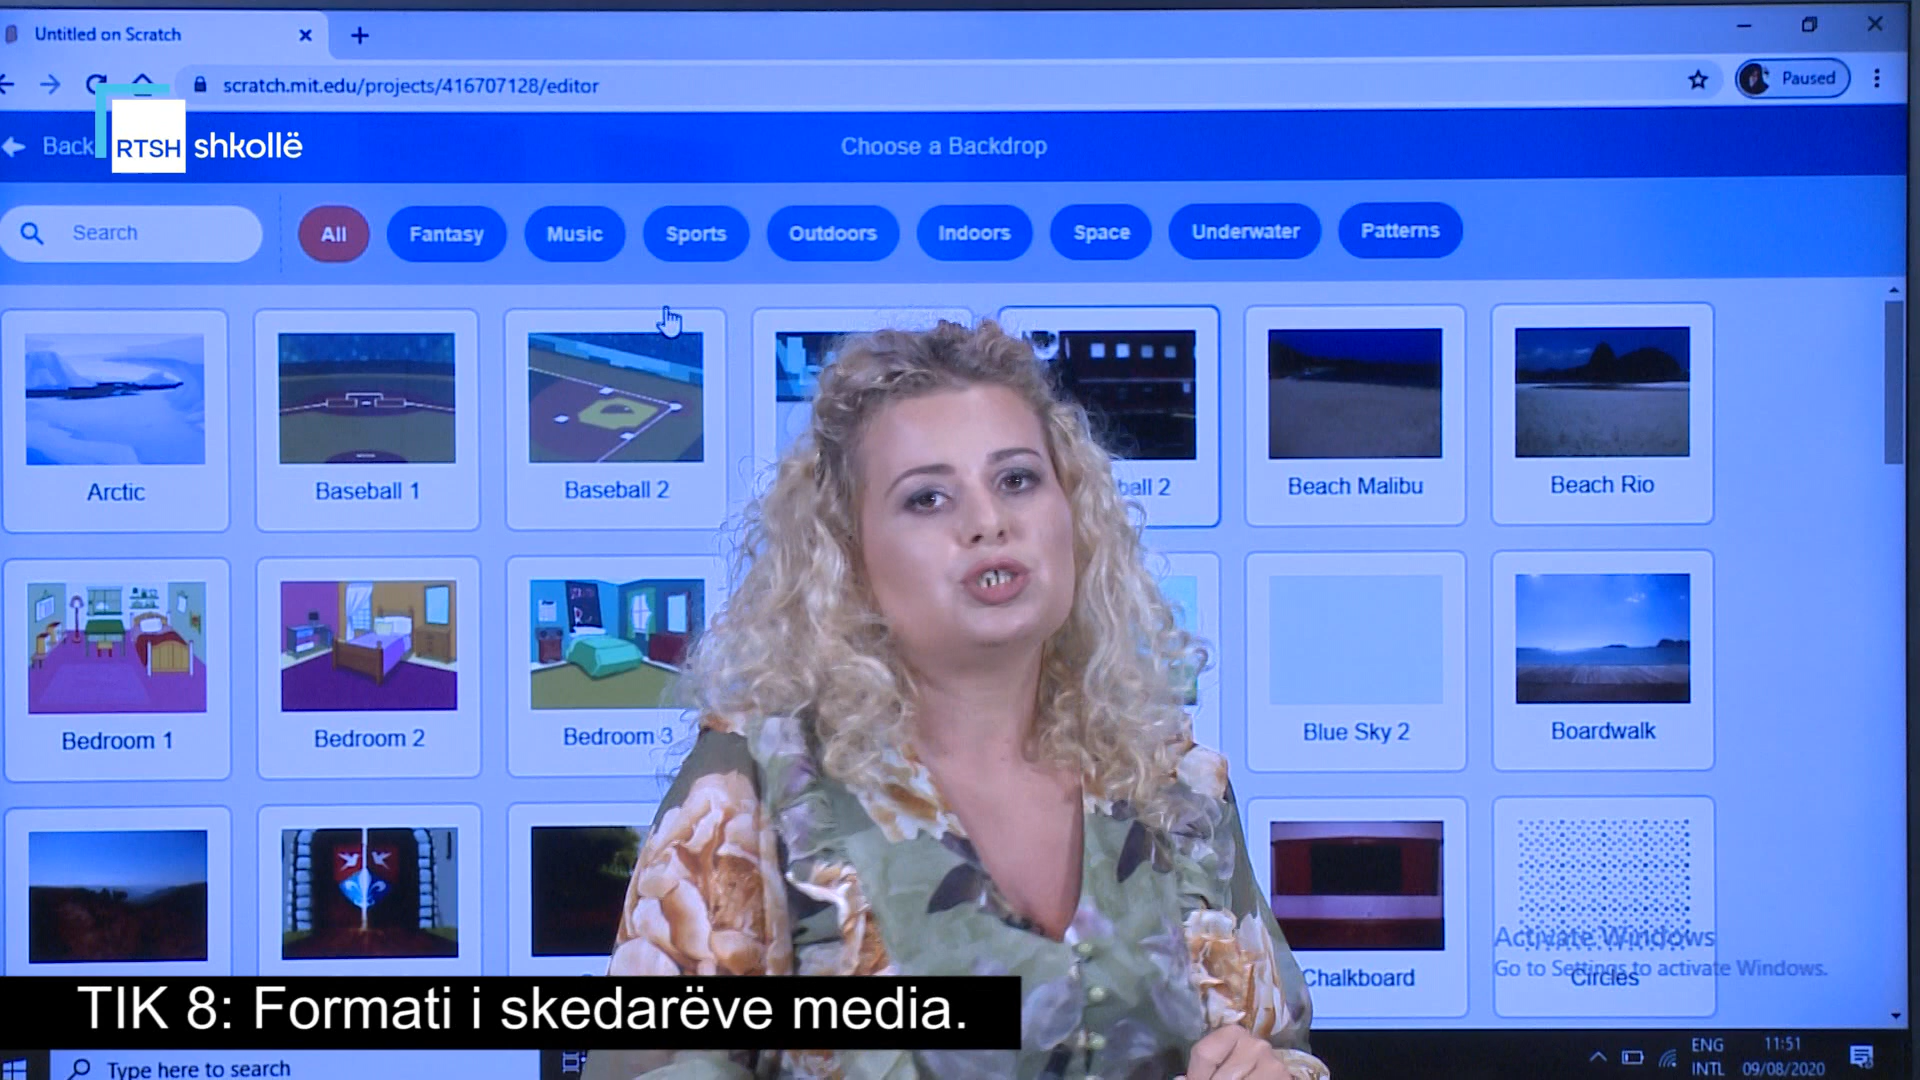 Untitled on Scratch
scratch.mit.edu/projects/416707128/editor
Paused
Back
RTSH shkollë
Choose a Backdrop
Search
All
Fantasy
Music
Sports
Outdoors
Indoors
Space
Underwater
Patterns
Arctic
Baseball 1
Baseball 2
2
Beach Malibu
Beach Rio
Bedroom 1
Bedroom 2
Bedroom 3
Blue Sky 2
Boardwalk
Chalkboard
Circles
Activate Windows
Go to Settings to activate Windows.
TIK 8: Formati i skedarëve media.
Type here to search
ENG
INTL
11:51
09/08/2020